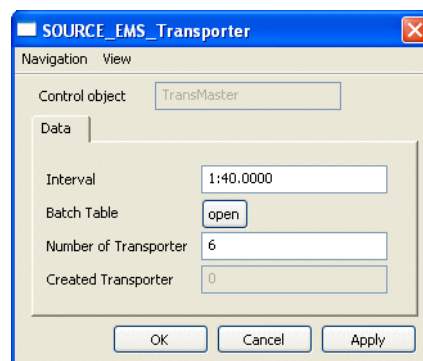 SOURCE_EMS_Transporter
Navigation View
Control object TransMaster
Data
Interval 1:40.0000
Batch Table open
Number of Transporter 6
Created Transporter 0
OK Cancel Apply